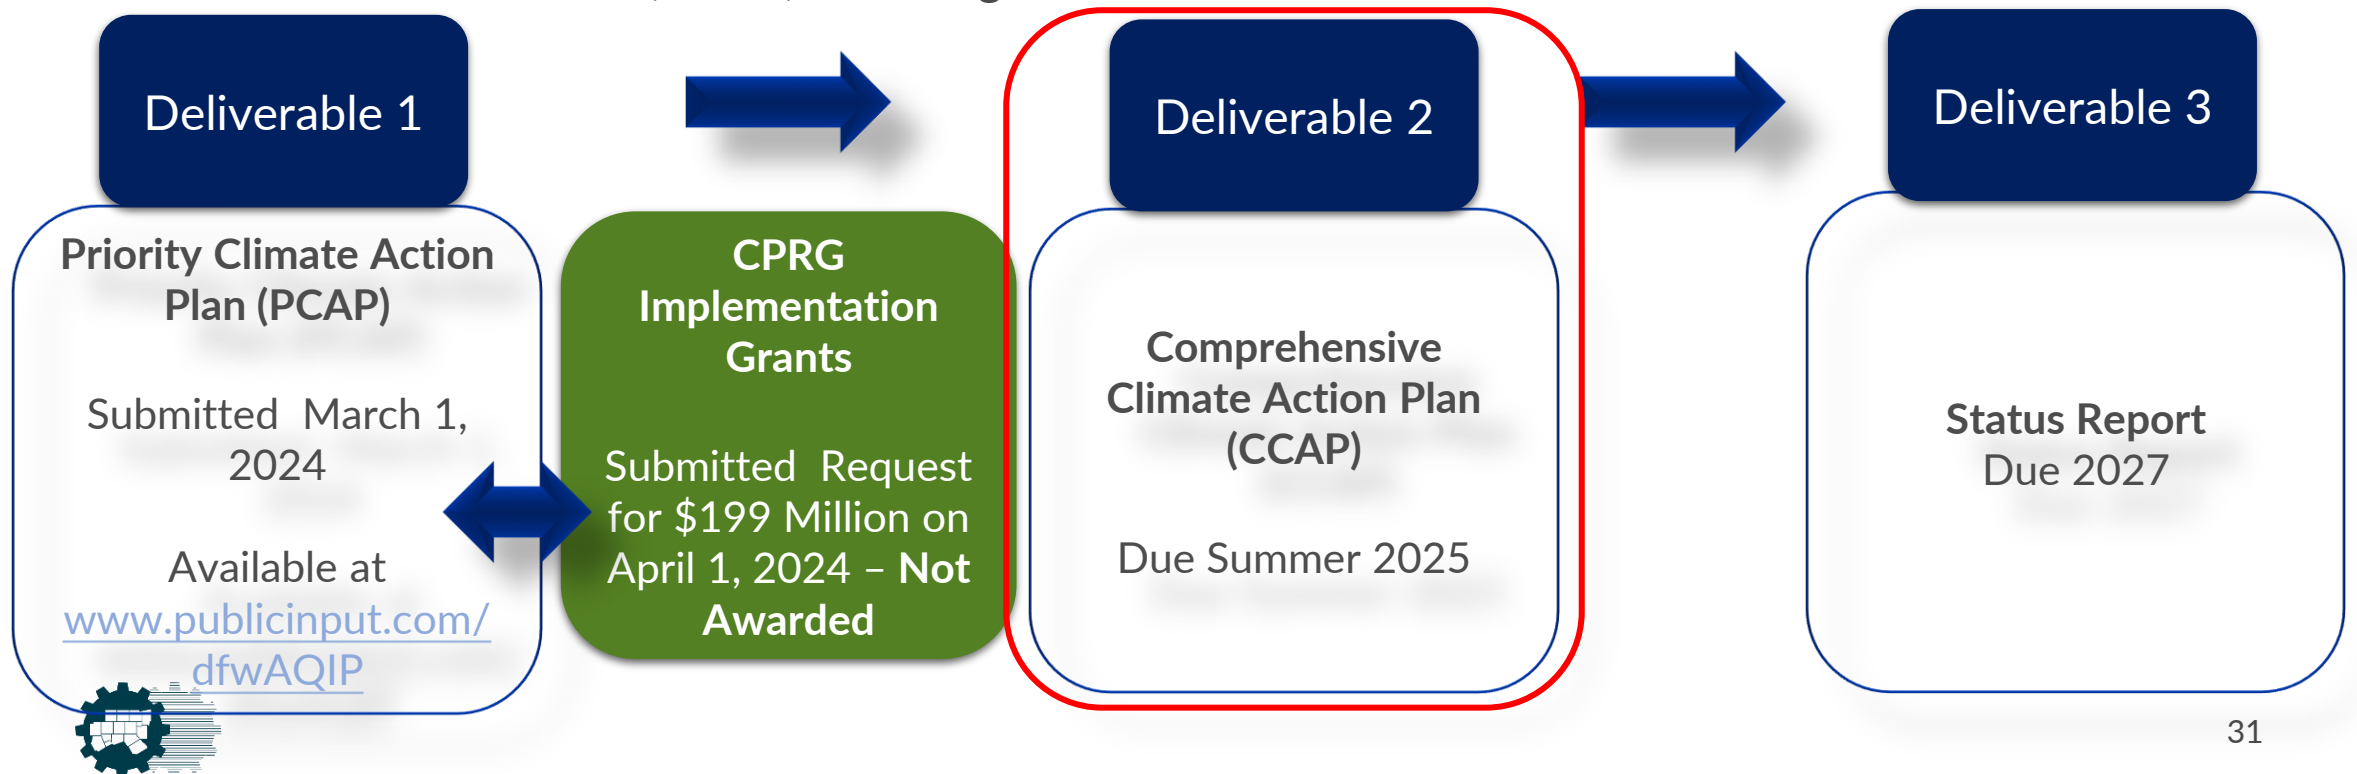 Deliverable 1
Priority Climate Action
Plan (PCAP)
Submitted March 1,
2024
Available at
www.publicinput.com/
dfwAQIP
CPRG
Implementation
Grants
Submitted Request
for $199 Million on
April 1, 2024 – Not
Awarded
Deliverable 2
Comprehensive
Climate Action Plan
(CCAP)
Due Summer 2025
Deliverable 3
Status Report
Due 2027
31